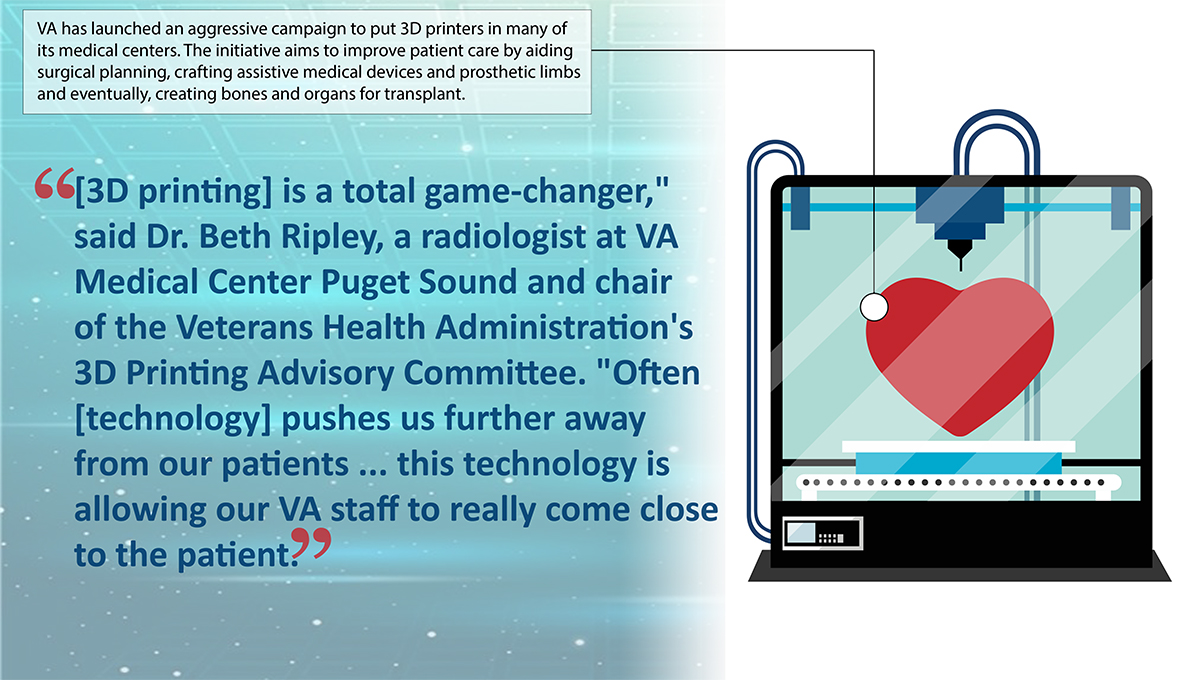 VA has launched an aggressive campaign to put 3D printers in many of
its medical centers. The initiative aims to improve patient care by aiding
surgical planning, crafting assistive medical devices and prosthetic limbs
and eventually, creating bones and organs for transplant.
“[3D printing] is a total game-changer,"
said Dr. Beth Ripley, a radiologist at VA
Medical Center Puget Sound and chair
of the Veterans Health Administration's
3D Printing Advisory Committee. "Often
[technology] pushes us further away
from our patients ... this technology is
allowing our VA staff to really come close
to the patient.”